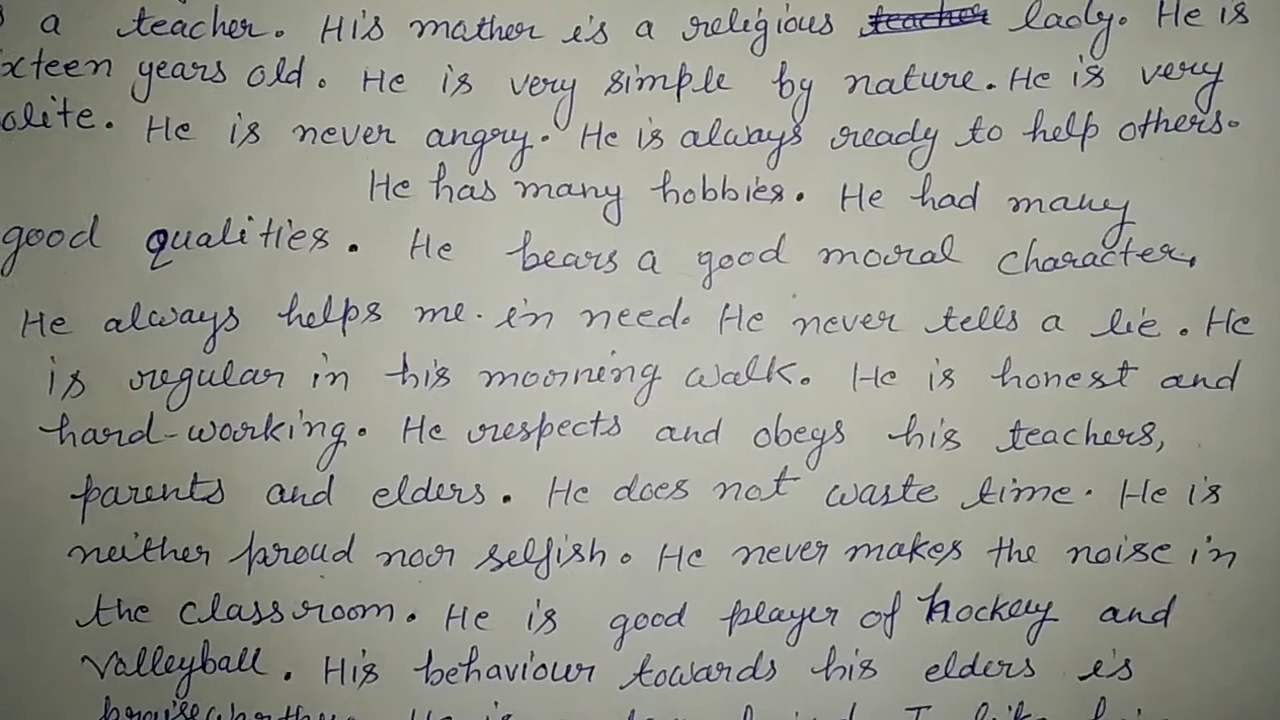 a teacher. His mather is a religious teacher lady. He is
xteen years old. He is very simple by nature. He is very
olite. He is never angry. He is always ready to help others.
He has many hobbies. He had many
good qualities. He bears a good moral character,
He always helps me. in need. He never tells a lie. He
is regular in his morning walk. He is honest and
hard-working. He respects and obeys his teachers,
parents and elders. He does not waste time. He is
neither proud nor selfish. He never makes the noise in
the classroom. He is good player of hockey and
Volleyball. His behaviour towards his elders is